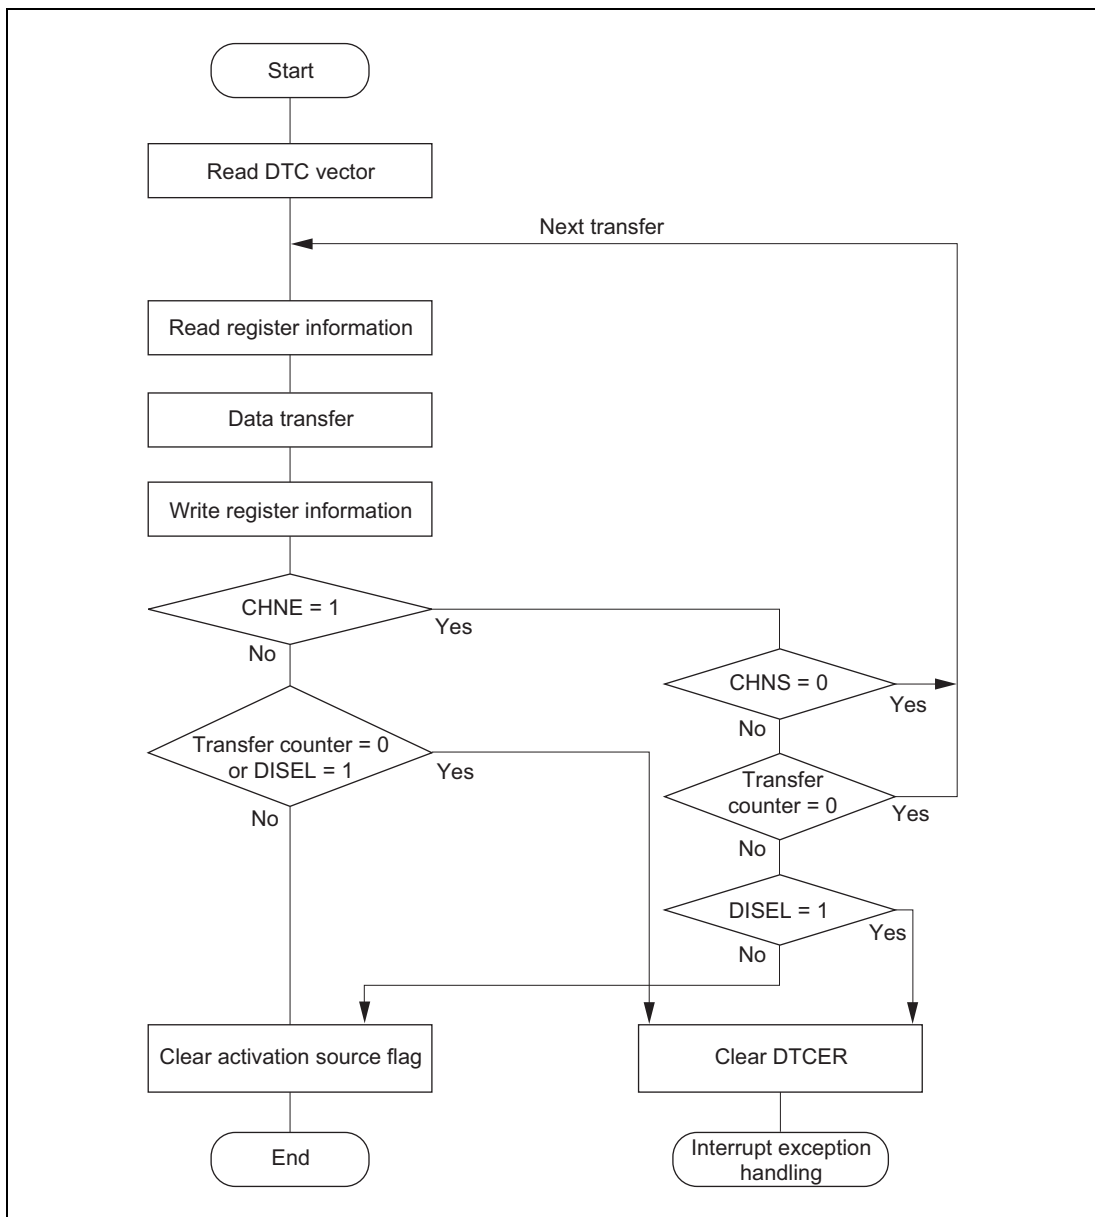 Start
Read DTC vector
Next transfer
Read register information
Data transfer
Write register information
CHNE = 1
Yes
No
CHNS = 0
Yes
No
Transfer counter = 0
or DISEL = 1
Yes
No
Transfer
counter = 0
Yes
No
DISEL = 1
Yes
No
Clear activation source flag
Clear DTCER
End
Interrupt exception
handling